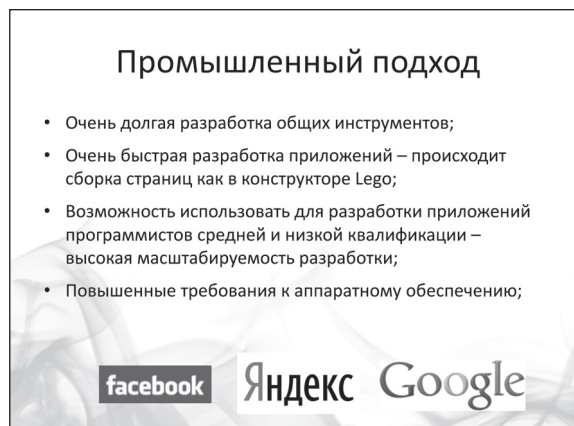 Промышленный подход
• Очень долгая разработка общих инструментов;
• Очень быстрая разработка приложений – происходит
сборка страниц как в конструкторе Lego;
• Возможность использовать для разработки приложений
программистов средней и низкой квалификации –
высокая масштабируемость разработки;
• Повышенные требования к аппаратному обеспечению;
facebook Яндекс Google